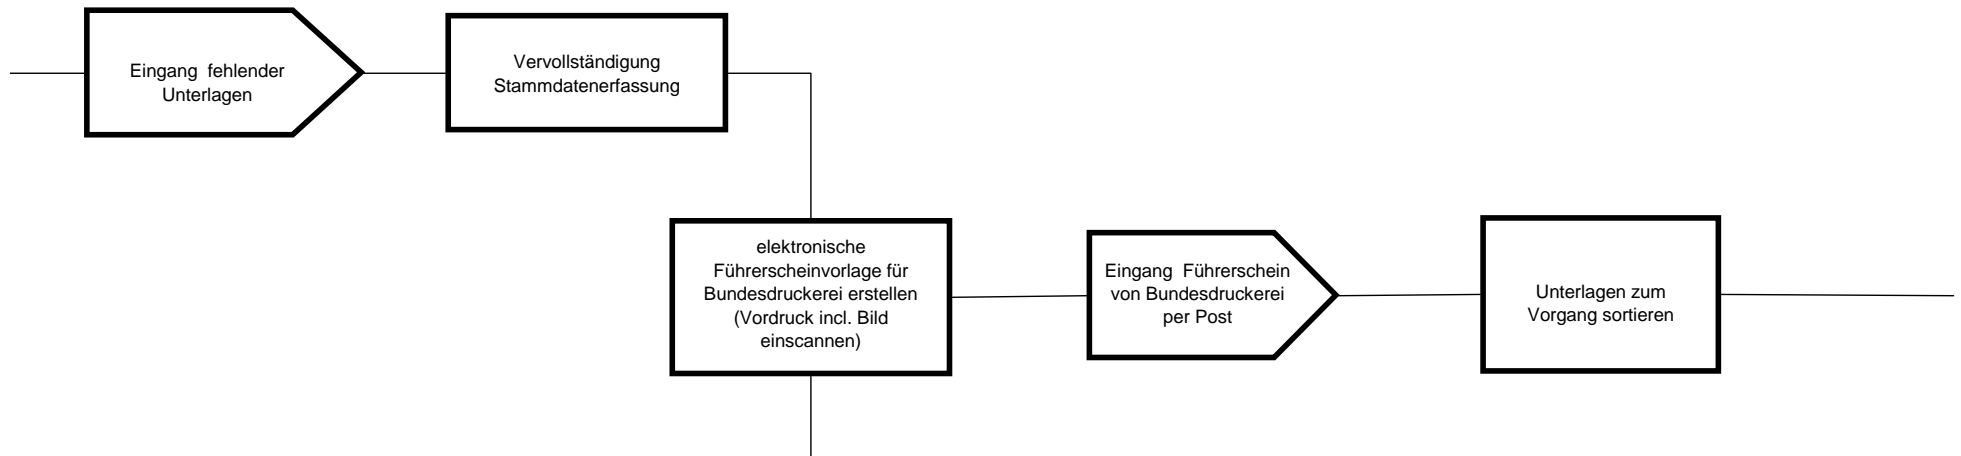 Eingang  fehlender
Unterlagen
Vervollständigung
Stammdatenerfassung
elektronische
Führerscheinvorlage für
Bundesdruckerei erstellen
(Vordruck incl. Bild
einscannen)
Eingang  Führerschein
von Bundesdruckerei
per Post
Unterlagen zum
Vorgang sortieren